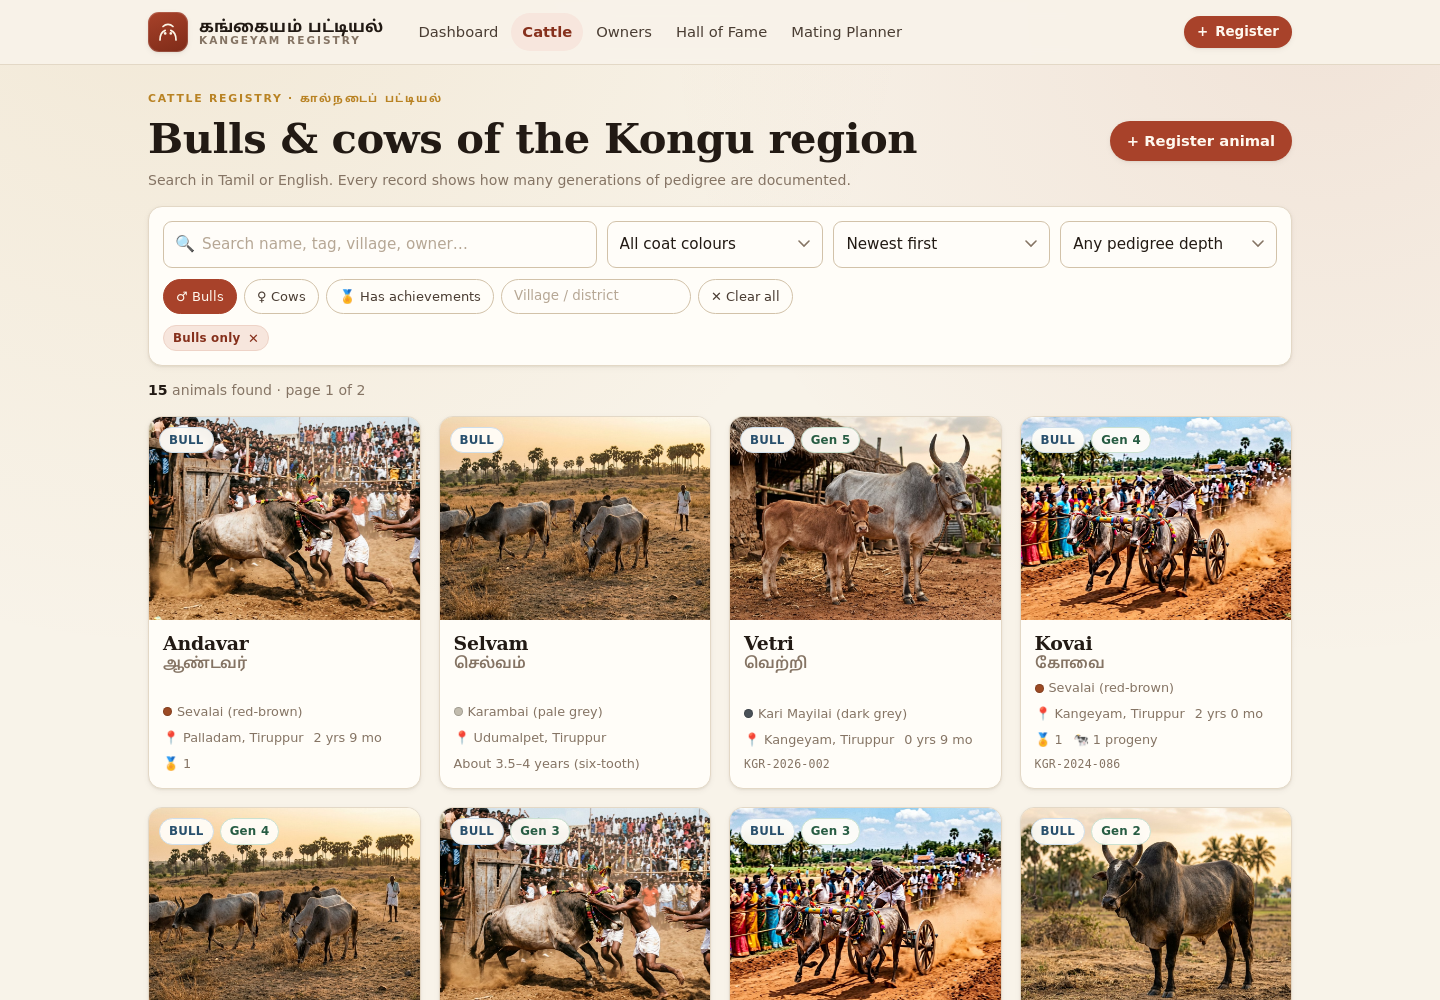 கங்கையம் பட்டியல்
KANGEYAM REGISTRY
Dashboard Cattle Owners Hall of Fame Mating Planner
+ Register
CATTLE REGISTRY · கால்நடைப் பட்டியல்
Bulls & cows of the Kongu region
+ Register animal
Search in Tamil or English. Every record shows how many generations of pedigree are documented.
🔍 Search name, tag, village, owner…
All coat colours
Newest first
Any pedigree depth
♂ Bulls
♀ Cows
🏅 Has achievements
Village / district
✕ Clear all
Bulls only ✕
15 animals found · page 1 of 2
BULL
Andavar
ஆண்டவர்
Sevalai (red-brown)
📍 Palladam, Tiruppur 2 yrs 9 mo
🏅 1
BULL
Selvam
செல்வம்
Karambai (pale grey)
📍 Udumalpet, Tiruppur
About 3.5–4 years (six-tooth)
BULL Gen 5
Vetri
வெற்றி
Kari Mayilai (dark grey)
📍 Kangeyam, Tiruppur 0 yrs 9 mo
KGR-2026-002
BULL Gen 4
Kovai
கோவை
Sevalai (red-brown)
📍 Kangeyam, Tiruppur 2 yrs 0 mo
🏅 1 🐄 1 progeny
KGR-2024-086
BULL Gen 4
BULL Gen 3
BULL Gen 3
BULL Gen 2